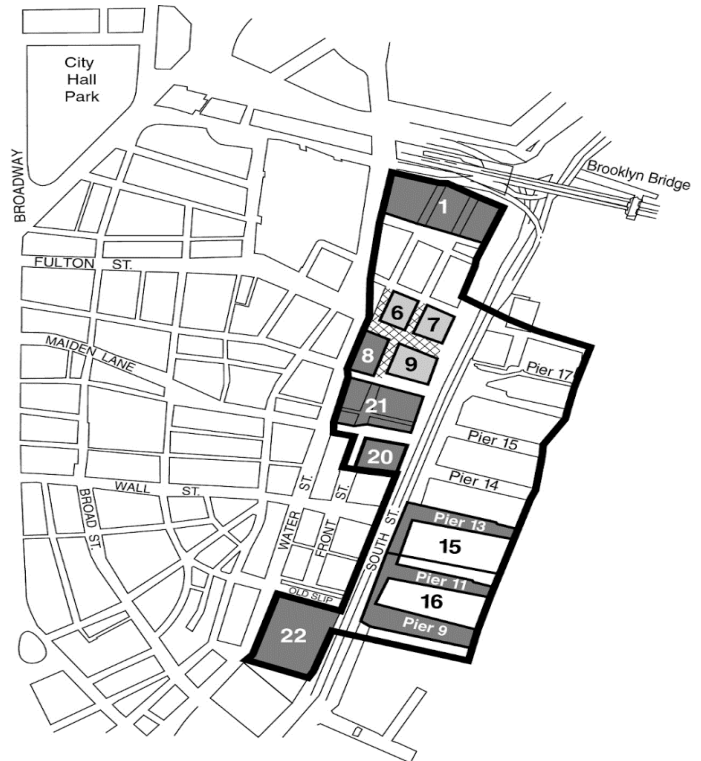 City
Hall
Park
BROADWAY
Brooklyn Bridge
1
FULTON ST.
6
7
MAIDEN LANE
8
9
Pier 17
21
Pier 15
20
Pier 14
WALL ST.
BROAD ST.
WATER ST.
FRONT ST.
SOUTH ST.
Pier 13
15
Pier 11
16
OLD SLIP
Pier 9
22